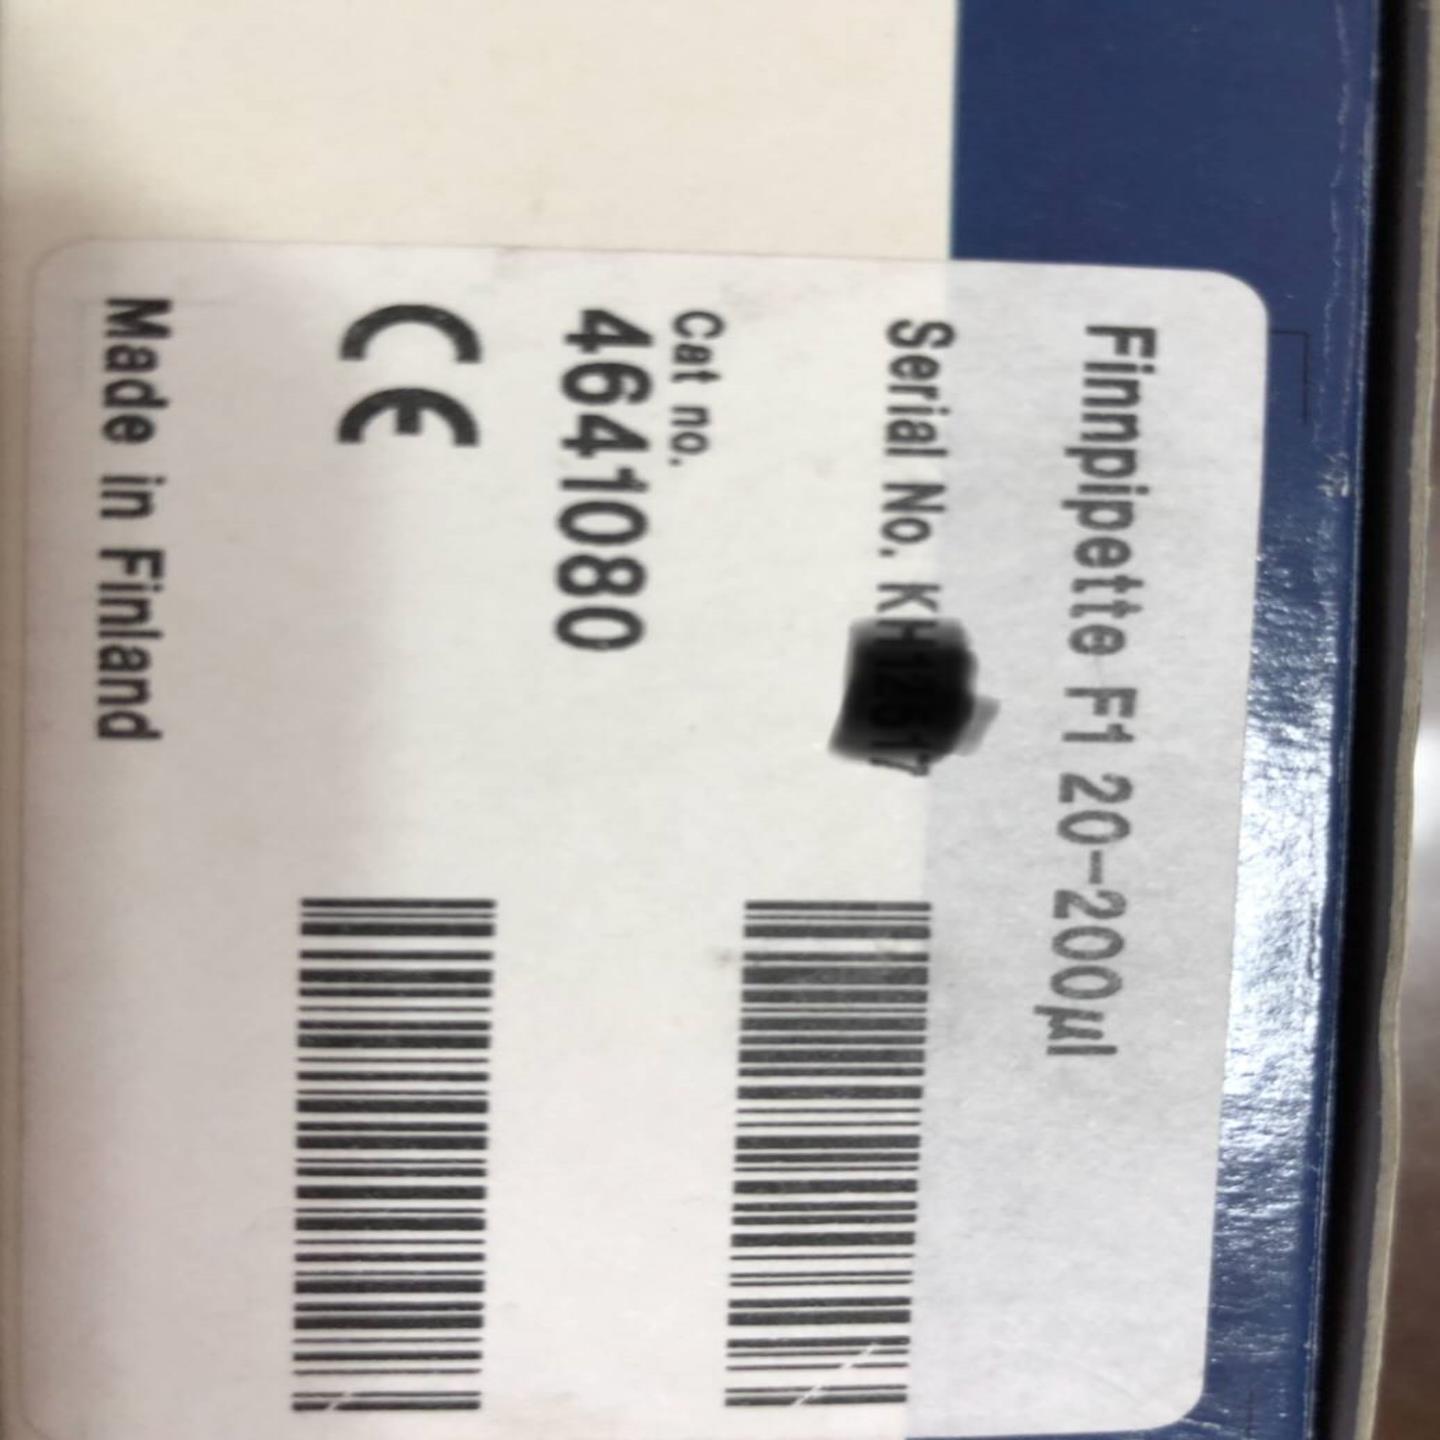 Finnpipette F1 20-200µl
Serial No. 
Cat no.
4641080
CE
Made in Finland